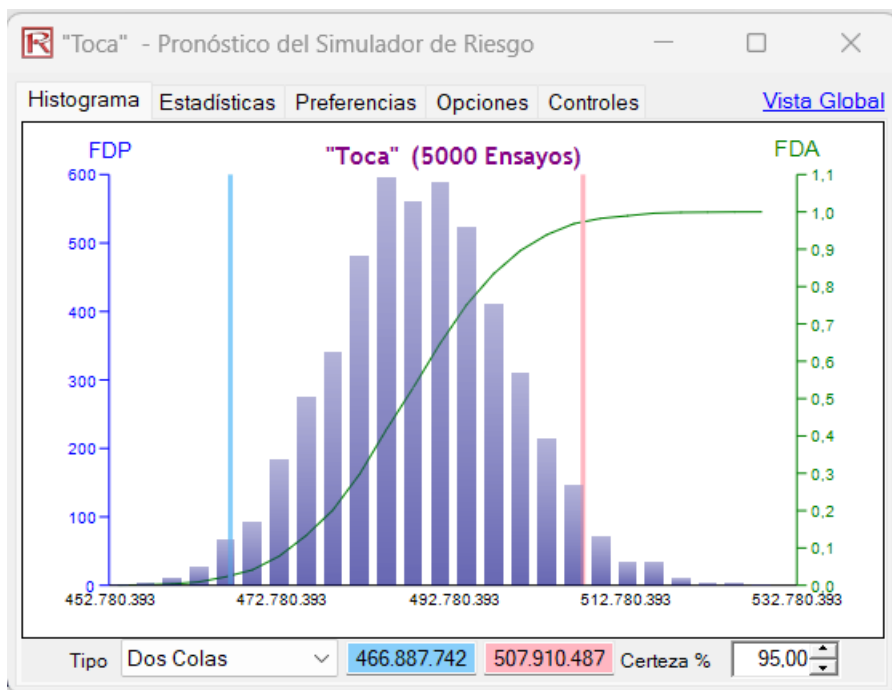 R "Toca" - Pronóstico del Simulador de Riesgo
Histograma Estadísticas Preferencias Opciones Controles Vista Global
FDP "Toca" (5000 Ensayos) FDA
600 1,1
1,0
500 0,9
0,8
400 0,7
0,6
300 0,5
0,4
200 0,3
100 0,2
0,1
0 0,0
452.780.393 472.780.393 492.780.393 512.780.393 532.780.393
Tipo Dos Colas 466.887.742 507.910.487 Certeza % 95,00